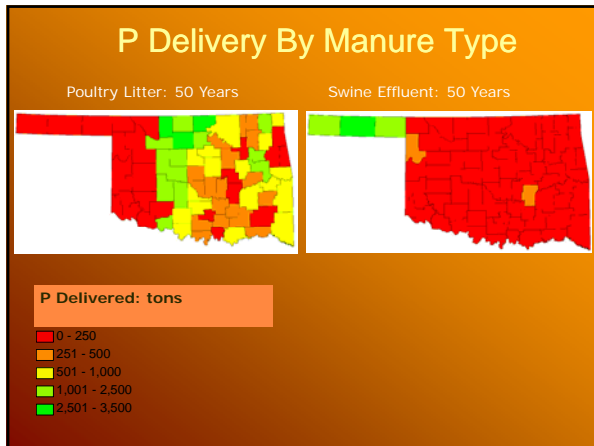 P Delivery By Manure Type
Poultry Litter: 50 Years
Swine Effluent: 50 Years
P Delivered: tons
0 - 250
251 - 500
501 - 1,000
1,001 - 2,500
2,501 - 3,500